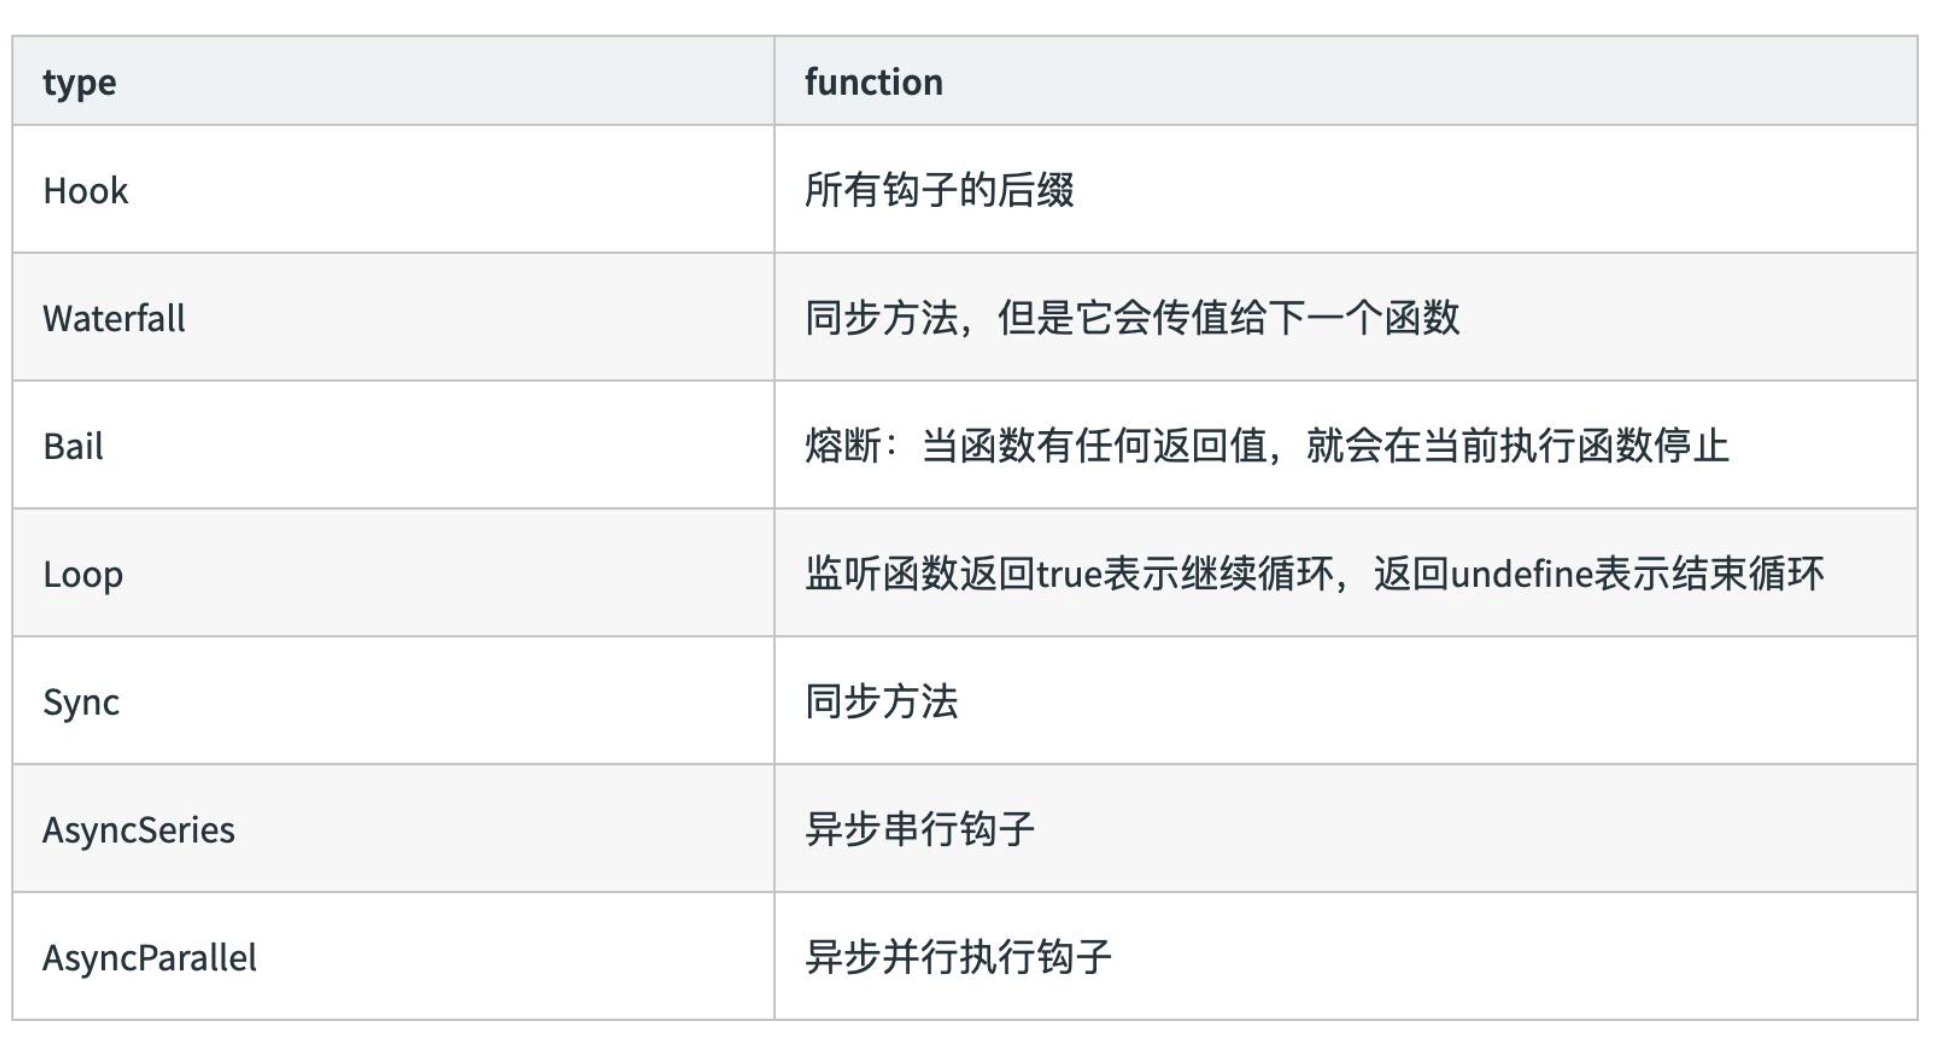 type function
Hook 所有钩子的后缀
Waterfall 同步方法，但是它会传值给下一个函数
Bail 熔断：当函数有任何返回值，就会在当前执行函数停止
Loop 监听函数返回true表示继续循环，返回undefine表示结束循环
Sync 同步方法
AsyncSeries 异步串行钩子
AsyncParallel 异步并行执行钩子